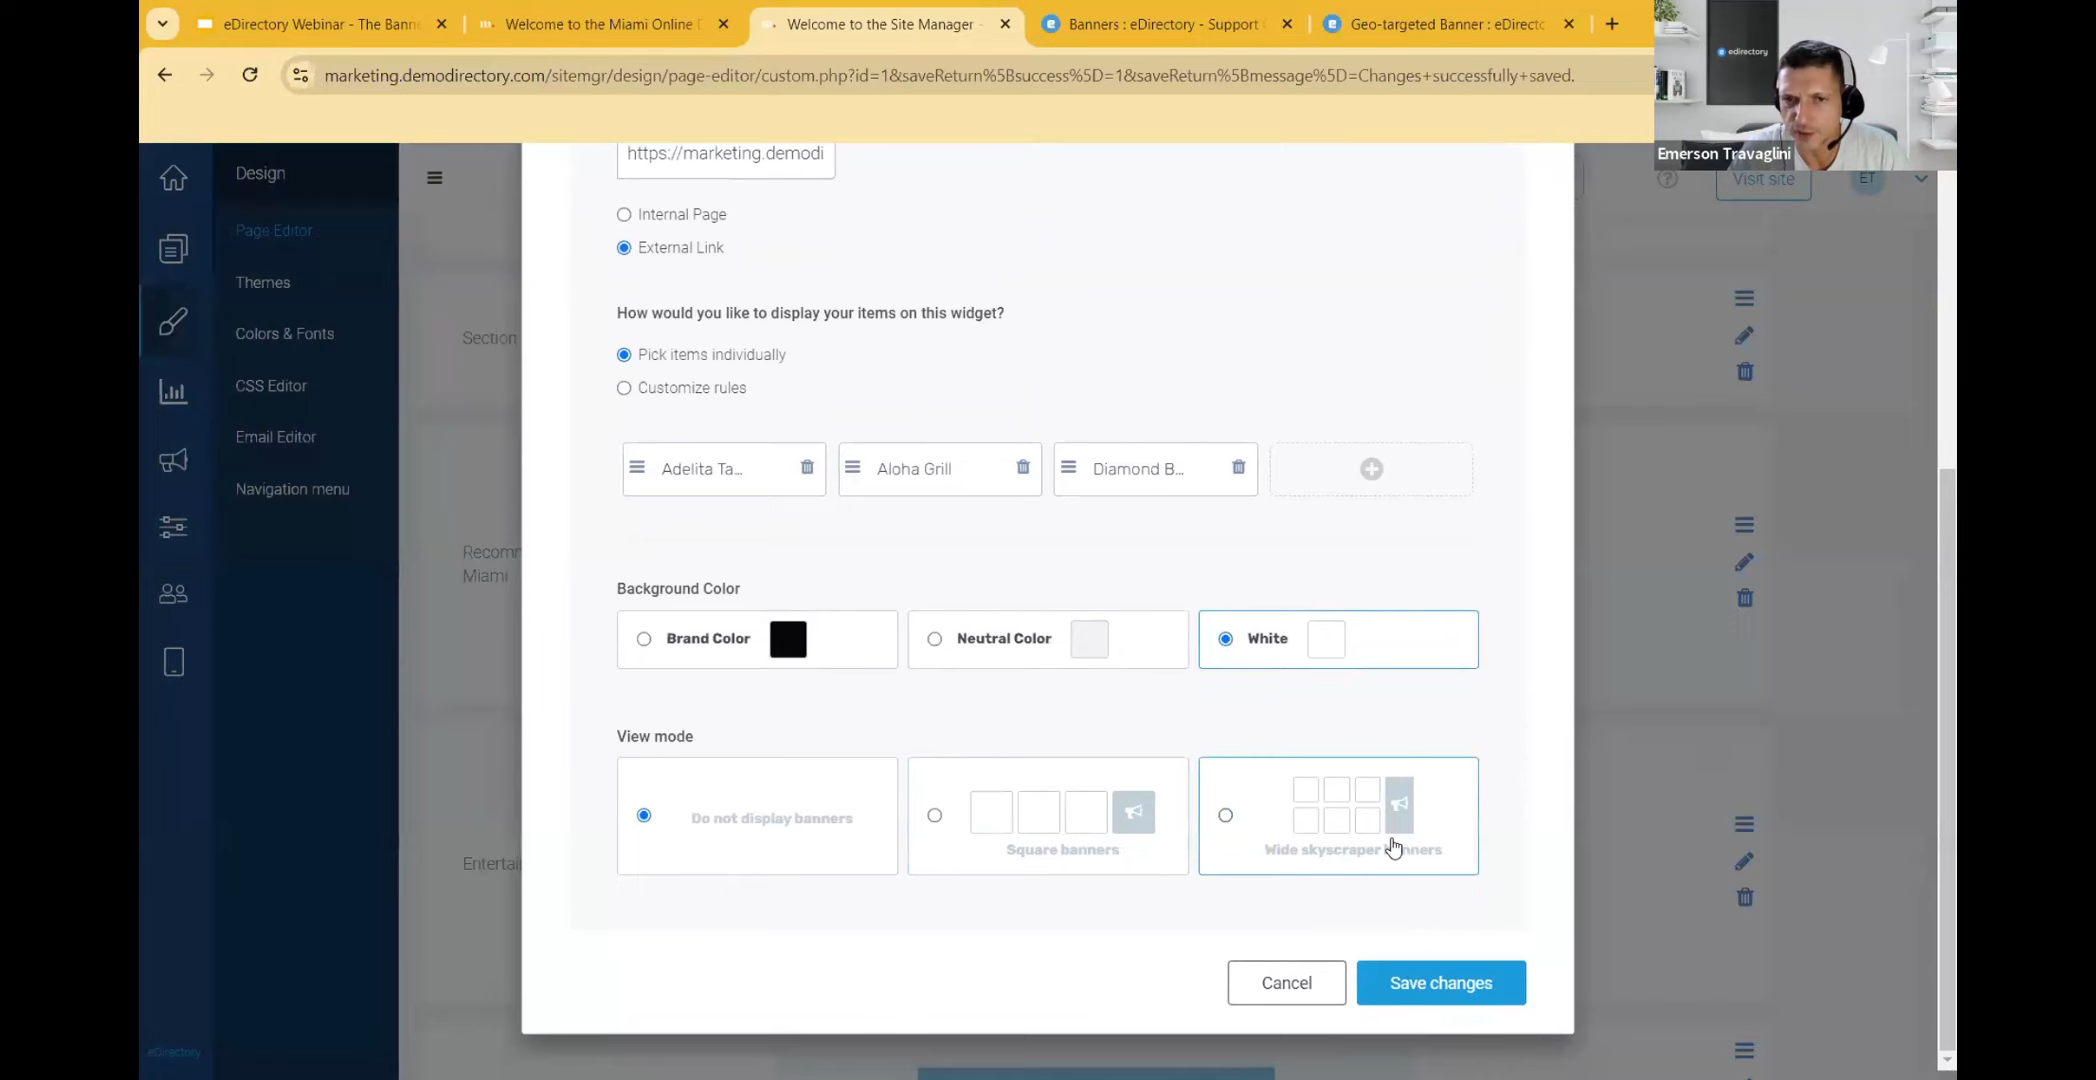 eDirectory Webinar - The Bann
Welcome to the Miami Online D
Welcome to the Site Manager -
Banners : eDirectory - Support
Geo-targeted Banner : eDirecto
marketing.demodirectory.com/sitemgr/design/page-editor/custom.php?id=1&saveReturn%5Bsuccess%5D=1&saveReturn%5Bmessage%5D=Changes+successfully+saved.
edirectory
Emerson Travaglini
Design
https://marketing.demodi
Visit site
ET
Page Editor
Internal Page
External Link
Themes
How would you like to display your items on this widget?
Colors & Fonts
Section
Pick items individually
CSS Editor
Customize rules
Email Editor
Adelita Ta...
Aloha Grill
Diamond B...
Navigation menu
Recomm
Miami
Background Color
Brand Color
Neutral Color
White
View mode
Do not display banners
Square banners
Wide skyscraper banners
Entertain
Cancel
Save changes
eDirectory